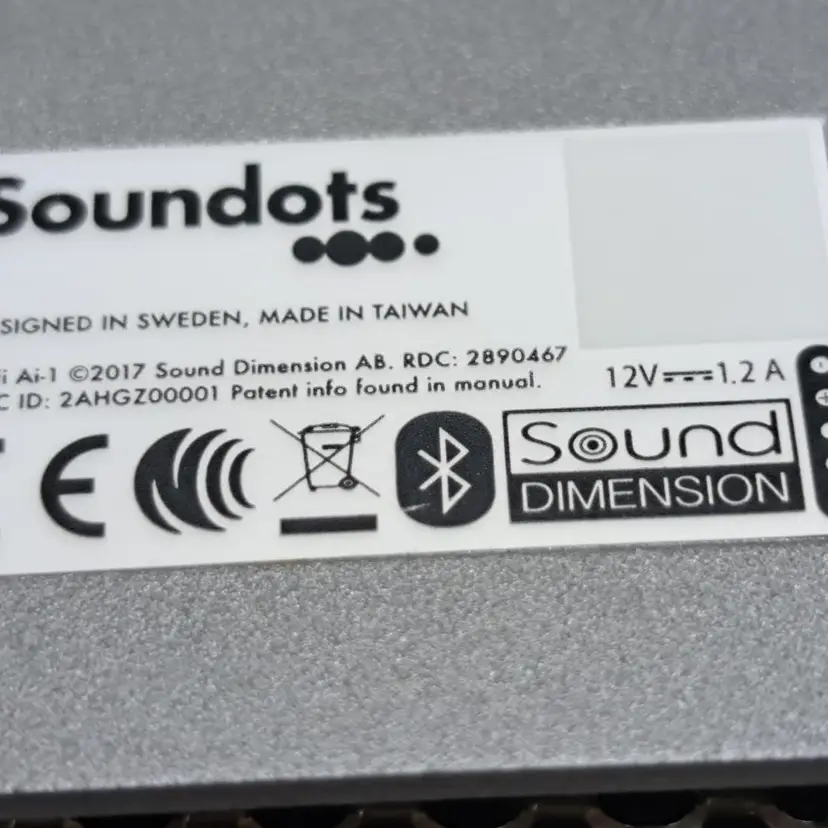 Soundots
SIGNED IN SWEDEN, MADE IN TAIWAN
i Ai-1 ©2017 Sound Dimension AB. RDC: 2890467
C ID: 2AHGZ00001 Patent info found in manual.
12V⎓1.2 A
CE
Sound
DIMENSION